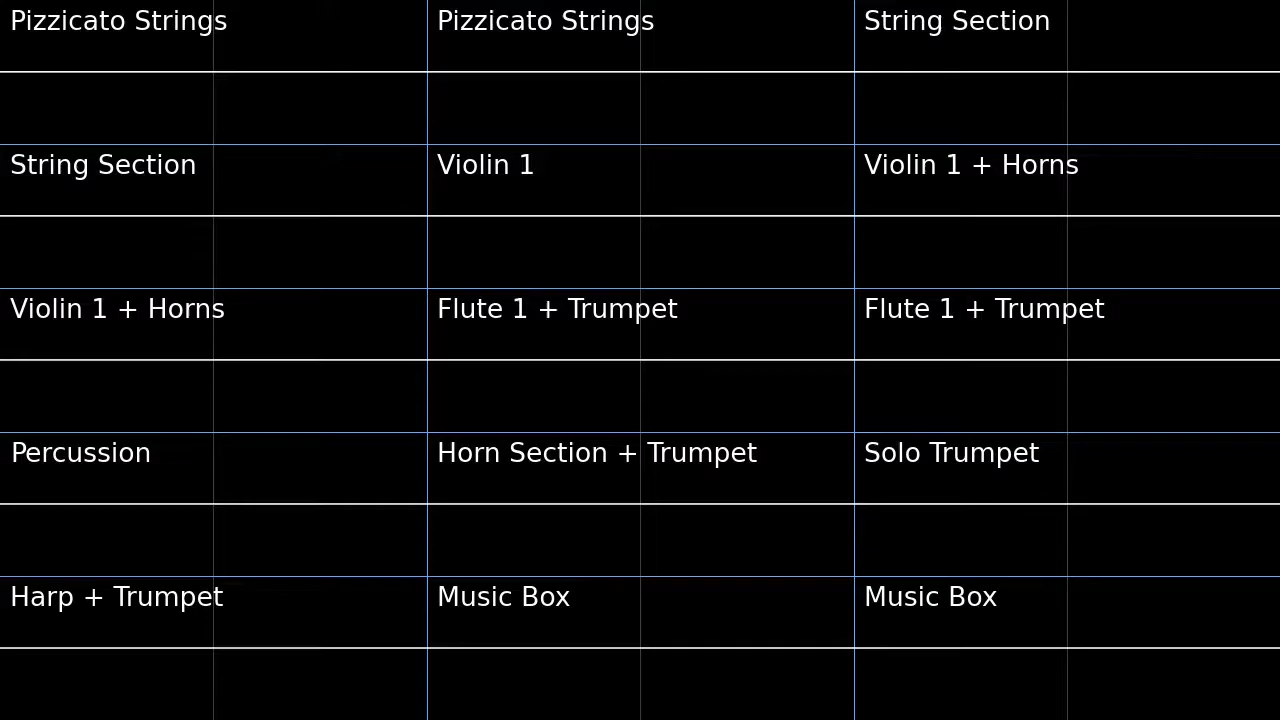 Pizzicato Strings
Pizzicato Strings
String Section
String Section
Violin 1
Violin 1 + Horns
Violin 1 + Horns
Flute 1 + Trumpet
Flute 1 + Trumpet
Percussion
Horn Section + Trumpet
Solo Trumpet
Harp + Trumpet
Music Box
Music Box